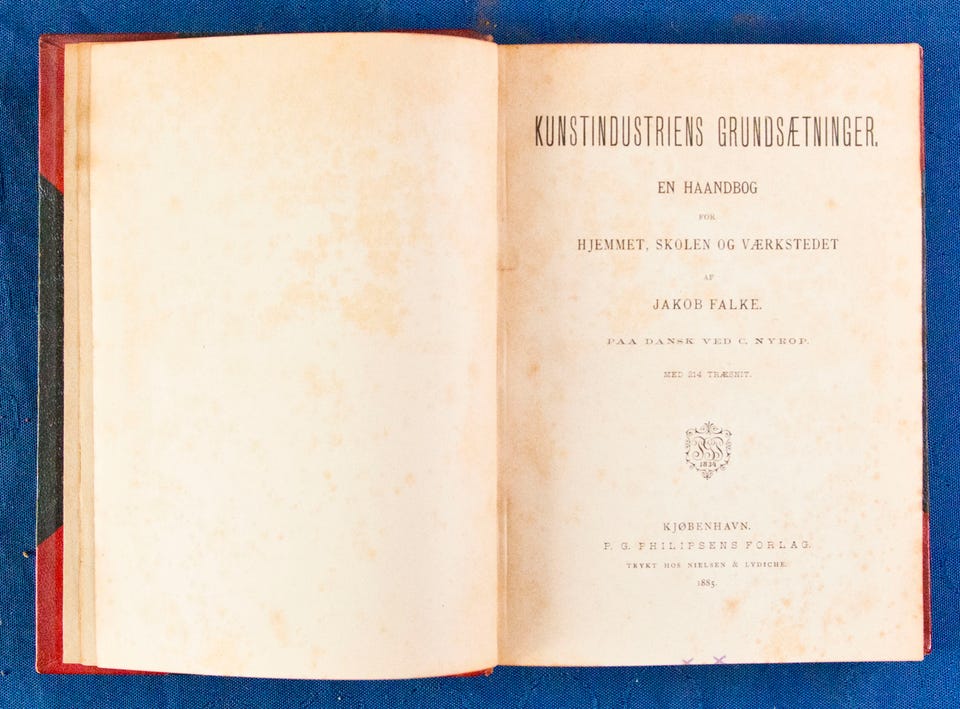 KUNSTINDUSTRIENS GRUNDSÆTNINGER.
EN HAANDBOG
FOR
HJEMMET, SKOLEN OG VÆRKSTEDET
AF
JAKOB FALKE.
PAA DANSK VED C. NYROP.
MED 214 TRÆSNIT.
1834
KJØBENHAVN.
P. G. PHILIPSENS FORLAG.
TRYKT HOS NIELSEN & LYDICHE.
1885.